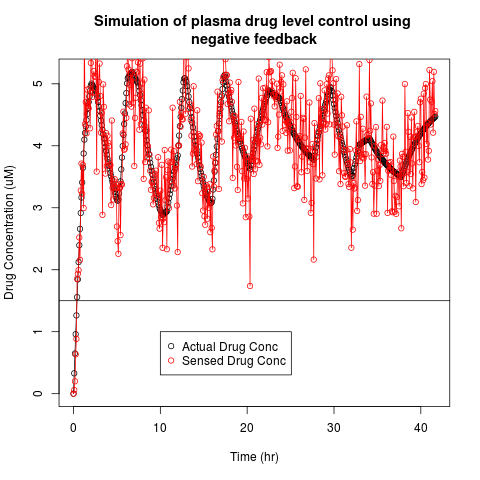 Simulation of plasma drug level control using
negative feedback
Drug Concentration (uM)
5
4
3
2
1
0
Actual Drug Conc
Sensed Drug Conc
0 10 20 30 40
Time (hr)